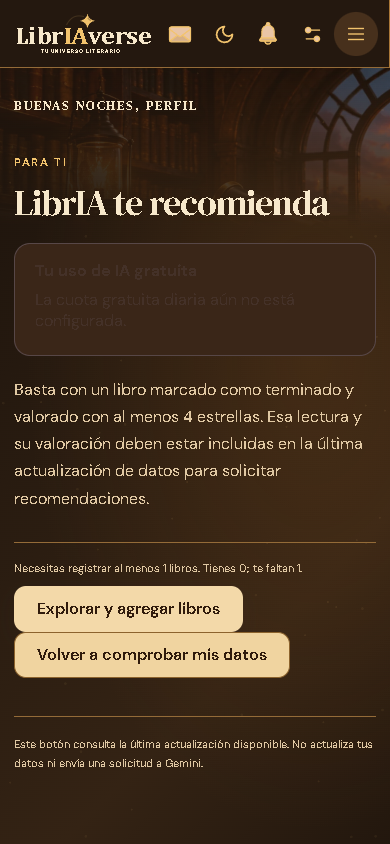 LibrIAverse
TU UNIVERSO LITERARIO
BUENAS NOCHES, PERFIL
PARA TI
LibrIA te recomienda
Tu uso de IA gratuita
La cuota gratuita diaria aún no está
configurada.
Basta con un libro marcado como terminado y
valorado con al menos 4 estrellas. Esa lectura y
su valoración deben estar incluidas en la última
actualización de datos para solicitar
recomendaciones.
Necesitas registrar al menos 1 libros. Tienes 0; te faltan 1.
Explorar y agregar libros
Volver a comprobar mis datos
Este botón consulta la última actualización disponible. No actualiza tus
datos ni envía una solicitud a Gemini.